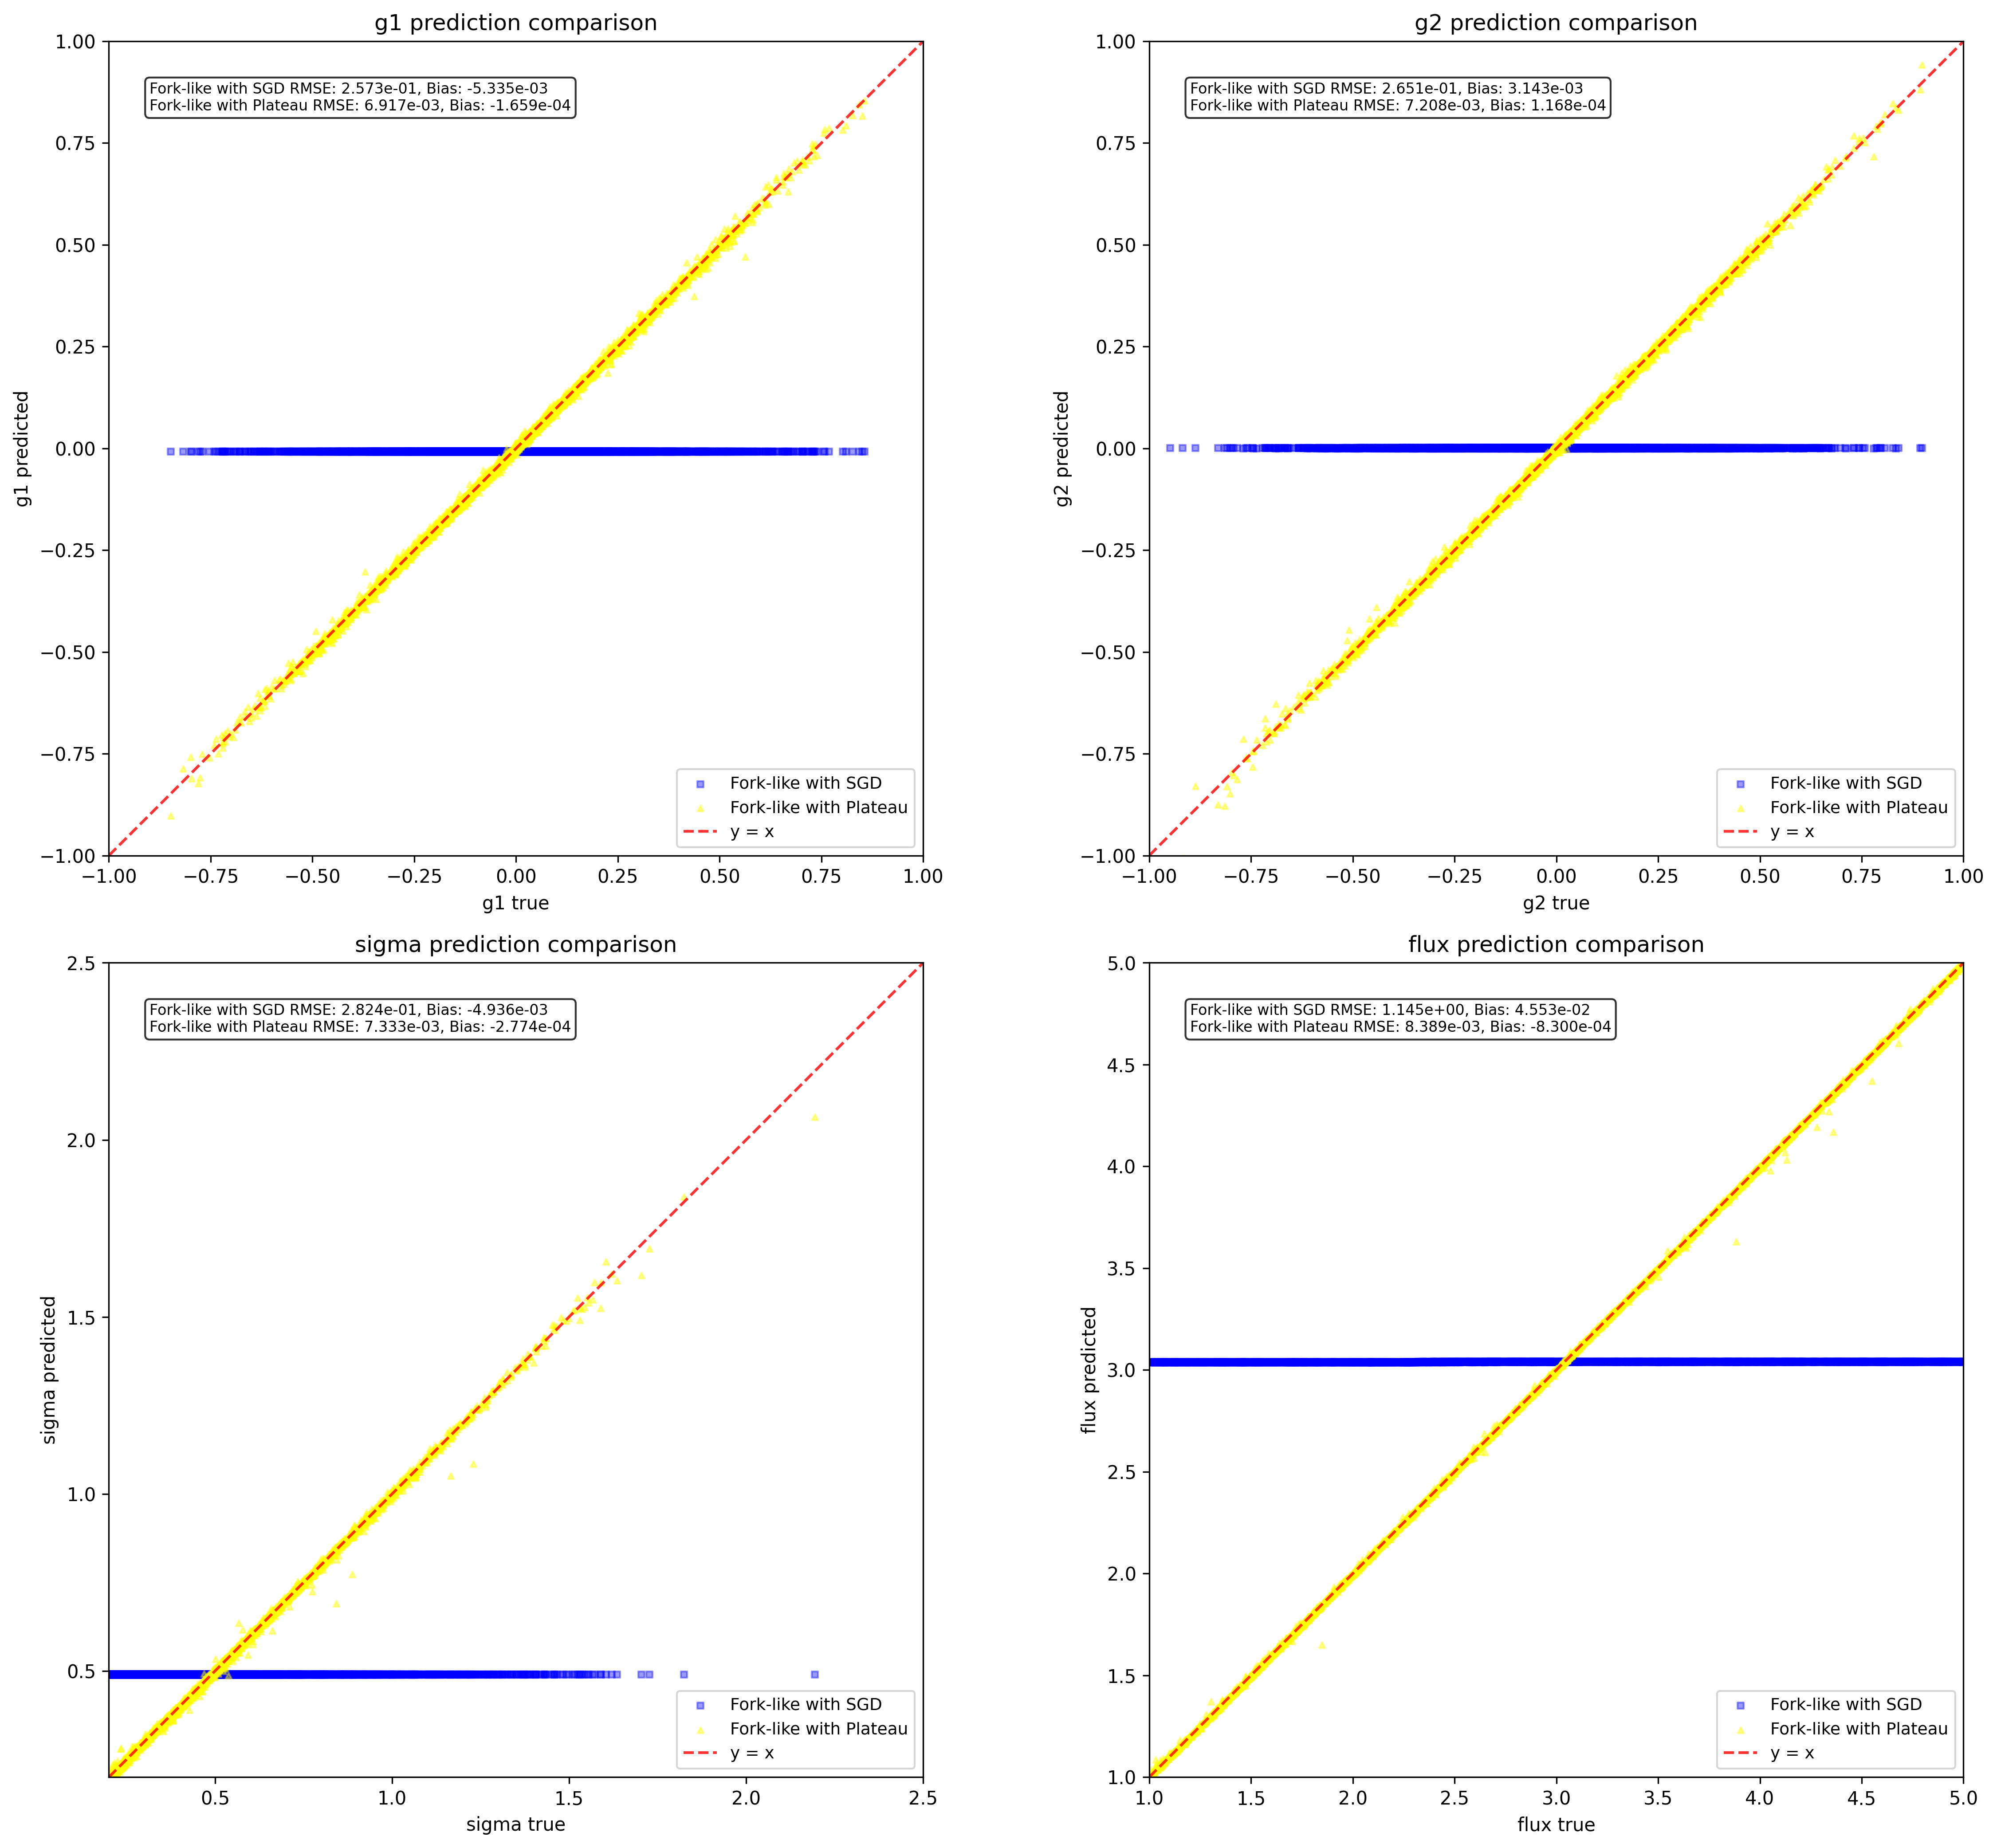 g1 prediction comparison
Fork-like with SGD RMSE: 2.573e-01, Bias: -5.335e-03
Fork-like with Plateau RMSE: 6.917e-03, Bias: -1.659e-04
1.00
0.75
0.50
0.25
0.00
−0.25
−0.50
−0.75
−1.00
g1 predicted
Fork-like with SGD
Fork-like with Plateau
y = x
−1.00 −0.75 −0.50 −0.25 0.00 0.25 0.50 0.75 1.00
g1 true
g2 prediction comparison
Fork-like with SGD RMSE: 2.651e-01, Bias: 3.143e-03
Fork-like with Plateau RMSE: 7.208e-03, Bias: 1.168e-04
1.00
0.75
0.50
0.25
0.00
−0.25
−0.50
−0.75
−1.00
g2 predicted
Fork-like with SGD
Fork-like with Plateau
y = x
−1.00 −0.75 −0.50 −0.25 0.00 0.25 0.50 0.75 1.00
g2 true
sigma prediction comparison
Fork-like with SGD RMSE: 2.824e-01, Bias: -4.936e-03
Fork-like with Plateau RMSE: 7.333e-03, Bias: -2.774e-04
2.5
2.0
1.5
1.0
0.5
sigma predicted
Fork-like with SGD
Fork-like with Plateau
y = x
0.5 1.0 1.5 2.0 2.5
sigma true
flux prediction comparison
Fork-like with SGD RMSE: 1.145e+00, Bias: 4.553e-02
Fork-like with Plateau RMSE: 8.389e-03, Bias: -8.300e-04
5.0
4.5
4.0
3.5
3.0
2.5
2.0
1.5
1.0
flux predicted
Fork-like with SGD
Fork-like with Plateau
y = x
1.0 1.5 2.0 2.5 3.0 3.5 4.0 4.5 5.0
flux true